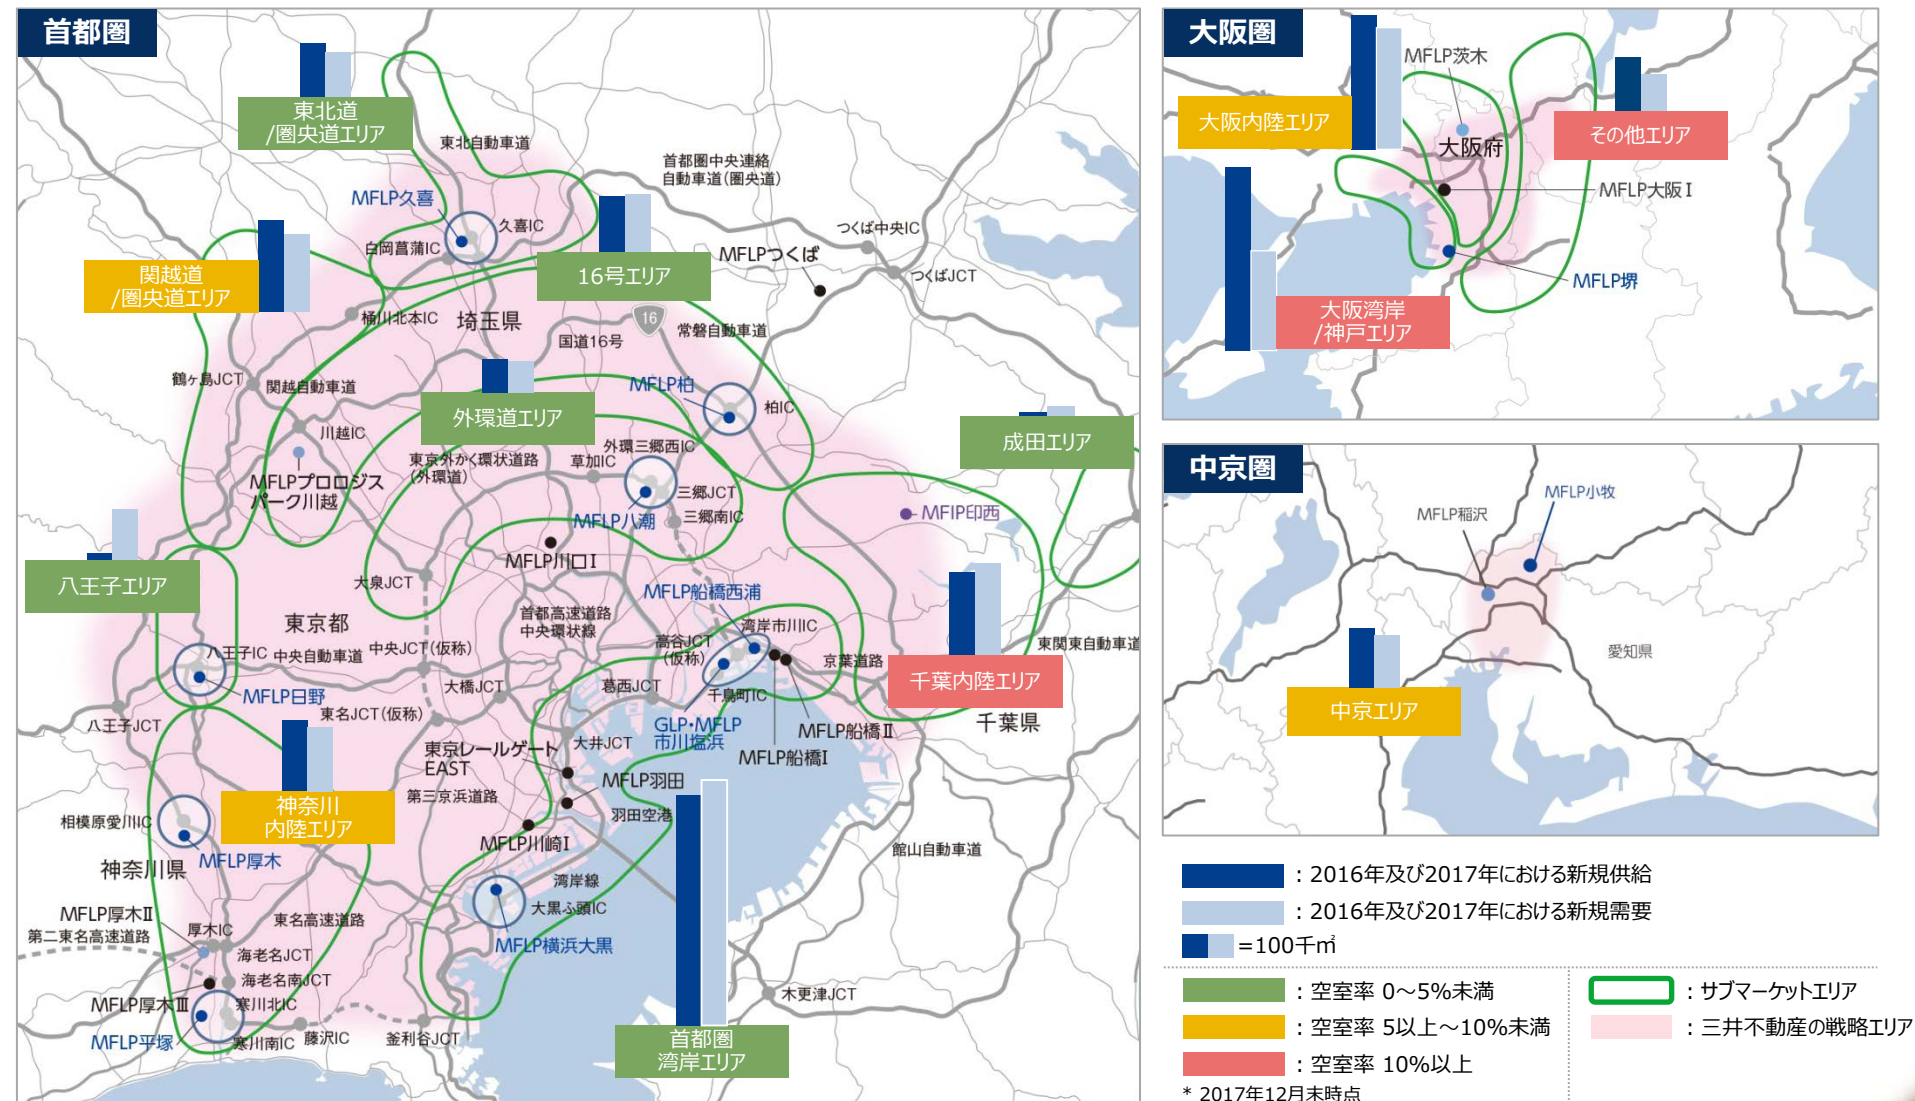 首都圏
東北道
/圏央道エリア
東北自動車道
首都圏中央連絡
自動車道(圏央道)
MFLP久喜
久喜IC
白岡菖蒲IC
つくば中央IC
MFLPつくば
つくばJCT
関越道
/圏央道エリア
16号エリア
桶川北本IC
埼玉県
16
国道16号
常磐自動車道
鶴ヶ島JCT
関越自動車道
MFLP柏
柏IC
外環道エリア
成田エリア
川越IC
外環三郷西IC
東京外かく環状道路
(外環道)
草加IC
MFLPプロロジス
パーク川越
三郷JCT
MFLP八潮
三郷南IC
MFIP印西
MFLP川口Ⅰ
八王子エリア
大泉JCT
MFLP船橋西浦
首都高速道路
中央環状線
東京都
湾岸市川IC
高谷JCT
(仮称)
東関東自動車道
八王子IC
中央自動車道
中央JCT(仮称)
京葉道路
千葉内陸エリア
MFLP日野
大橋JCT
葛西JCT
千鳥町IC
八王子JCT
東名JCT(仮称)
GLP・MFLP
市川塩浜
MFLP船橋Ⅱ
千葉県
東京レールゲート
EAST
大井JCT
MFLP船橋Ⅰ
MFLP羽田
第三京浜道路
神奈川
内陸エリア
羽田空港
相模原愛川IC
MFLP川崎Ⅰ
MFLP厚木
館山自動車道
神奈川県
湾岸線
大黒ふ頭IC
MFLP厚木Ⅱ
東名高速道路
厚木IC
第二東名高速道路
MFLP横浜大黒
海老名JCT
海老名南JCT
木更津JCT
MFLP厚木Ⅲ
寒川北IC
MFLP平塚
寒川南IC
藤沢IC
釜利谷JCT
首都圏
湾岸エリア
大阪圏
MFLP茨木
大阪内陸エリア
その他エリア
大阪府
MFLP大阪Ⅰ
MFLP堺
大阪湾岸
/神戸エリア
中京圏
MFLP小牧
MFLP稲沢
愛知県
中京エリア
：2016年及び2017年における新規供給
：2016年及び2017年における新規需要
=100千㎡
：空室率 0～5%未満
：空室率 5以上～10%未満
：空室率 10%以上
* 2017年12月末時点
：サブマーケットエリア
：三井不動産の戦略エリア